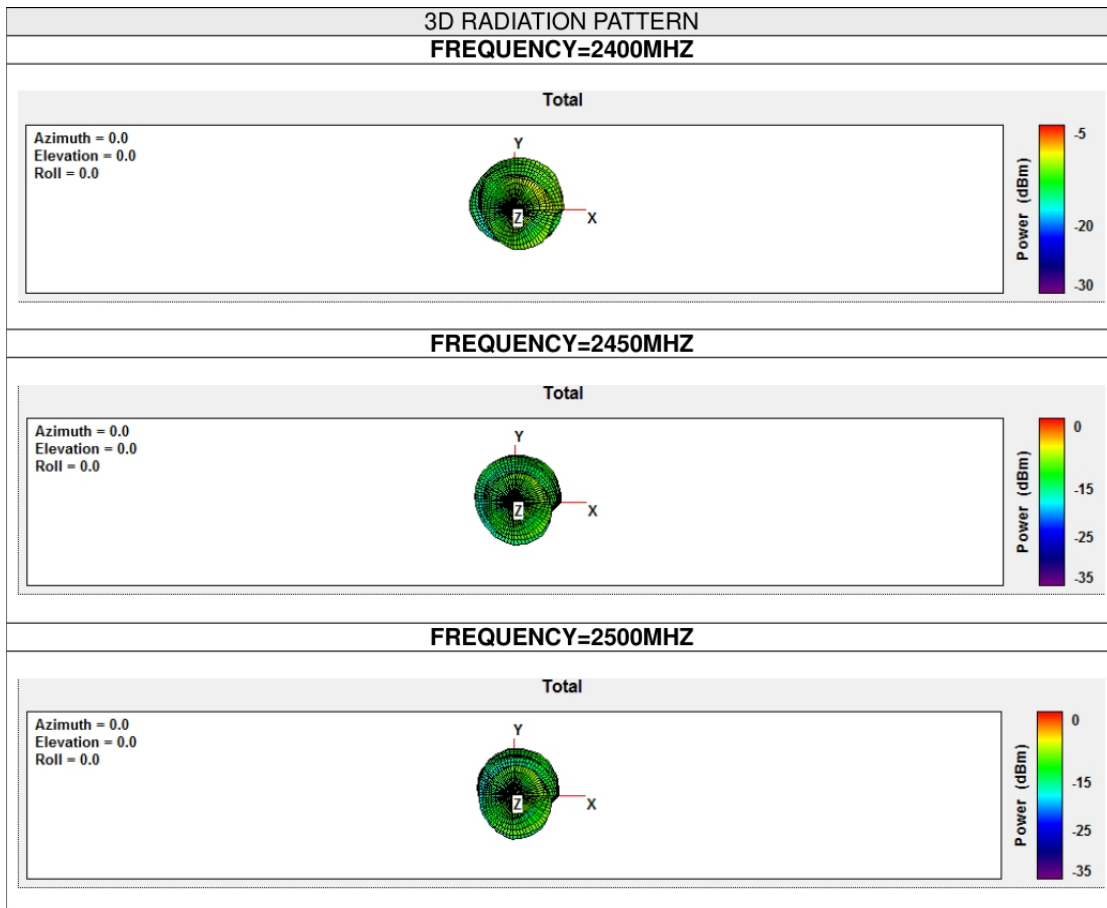 3D RADIATION PATTERN
FREQUENCY=2400MHZ
Total
Azimuth = 0.0
Elevation = 0.0
Roll = 0.0
Y
Z
X
Power (dBm)
-5
-20
-30
FREQUENCY=2450MHZ
Total
Azimuth = 0.0
Elevation = 0.0
Roll = 0.0
Y
Z
X
Power (dBm)
0
-15
-25
-35
FREQUENCY=2500MHZ
Total
Azimuth = 0.0
Elevation = 0.0
Roll = 0.0
Y
Z
X
Power (dBm)
0
-15
-25
-35